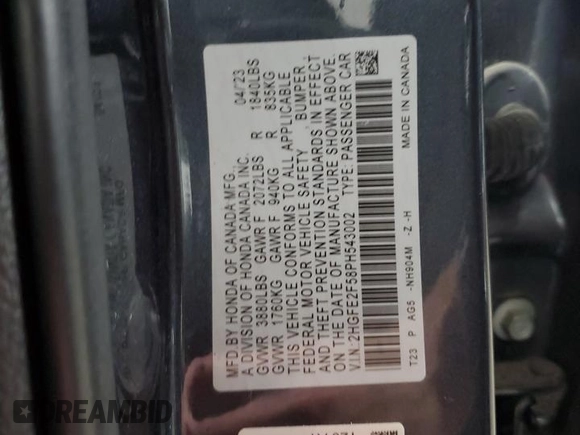 MFD BY HONDA OF CANADA MFG. 04/23
A DIVISION OF HONDA CANADA INC.
GVWR 3880LBS GAWR F 2072LBS R 1840LBS
GVWR 1760KG GAWR F 940KG R 835KG
THIS VEHICLE CONFORMS TO ALL APPLICABLE
FEDERAL MOTOR VEHICLE SAFETY BUMPER,
AND THEFT PREVENTION STANDARDS IN EFFECT
ON THE DATE OF MANUFACTURE SHOWN ABOVE.
V.I.N: 2HGFE2F58PH543002 TYPE: PASSENGER CAR
T23 P AG5 -NH904M -Z -H MADE IN CANADA
DREAMBID